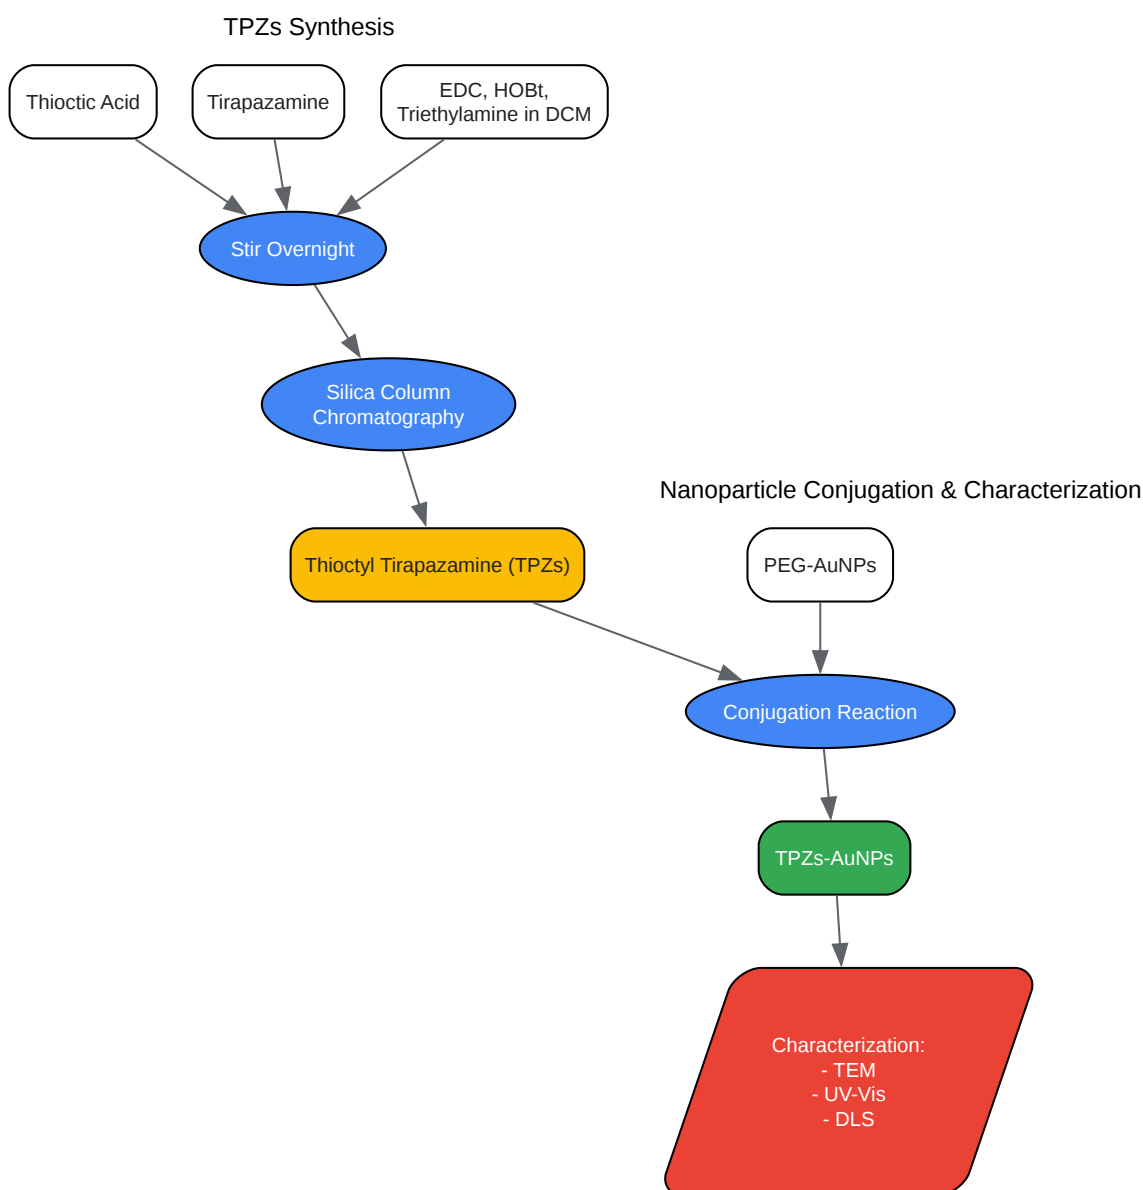 TPZs Synthesis
Thioctic Acid
Tirapazamine
EDC, HOBt,
Triethylamine in DCM
Stir Overnight
Silica Column
Chromatography
Nanoparticle Conjugation & Characterization
Thioctyl Tirapazamine (TPZs)
PEG-AuNPs
Conjugation Reaction
TPZs-AuNPs
Characterization:
- TEM
- UV-Vis
- DLS